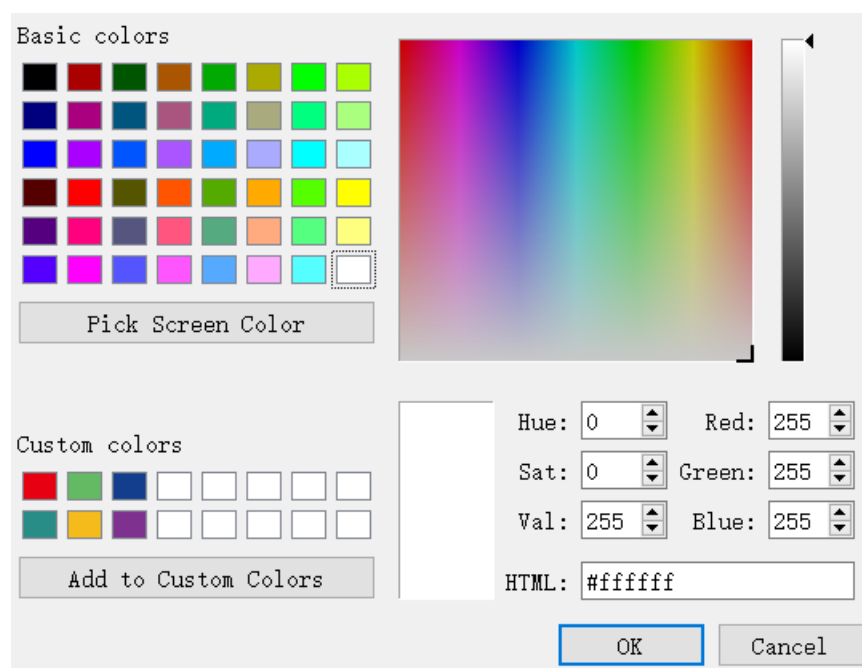 Basic colors
Pick Screen Color
Custom colors
Add to Custom Colors
Hue: 0 Red: 255
Sat: 0 Green: 255
Val: 255 Blue: 255
HTML: #ffffff
OK Cancel